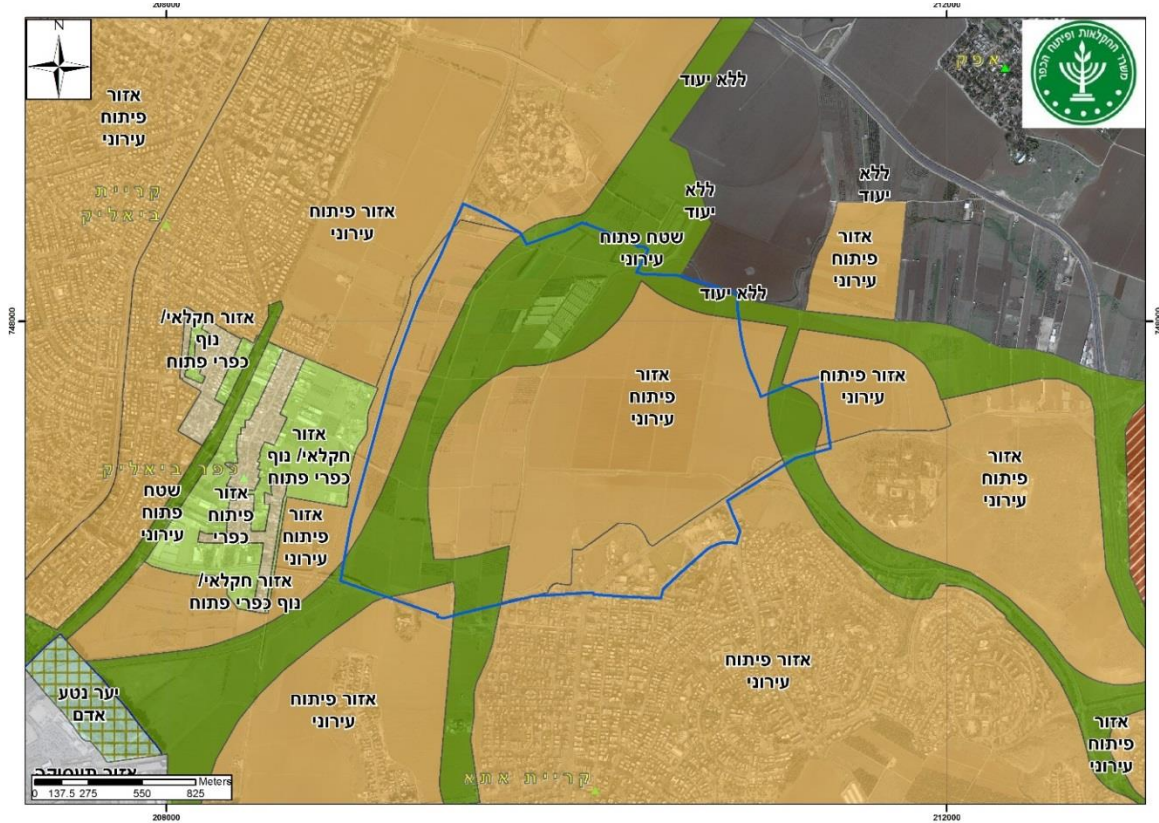 208000
212000
N
משרד החקלאות ופיתוח הכפר
אפק
ללא יעוד
אזור
פיתוח
עירוני
ללא
יעוד
ללא
יעוד
קריית
ביאליק
אזור פיתוח
עירוני
שטח פתוח
עירוני
אזור
פיתוח
עירוני
ללא יעוד
748000
748000
אזור חקלאי/
נוף
כפרי פתוח
אזור
פיתוח
עירוני
אזור פיתוח
עירוני
אזור
חקלאי/ נוף
כפרי פתוח
אזור
פיתוח
עירוני
כפר ביאליק
שטח
פתוח
עירוני
אזור
פיתוח
כפרי
אזור
פיתוח
עירוני
אזור חקלאי/
נוף כפרי פתוח
אזור פיתוח
עירוני
יער נטע
אדם
אזור פיתוח
עירוני
אזור
פיתוח
עירוני
אזור תעסוקה
קריית אתא
Meters
0 137.5 275 550 825
208000
212000